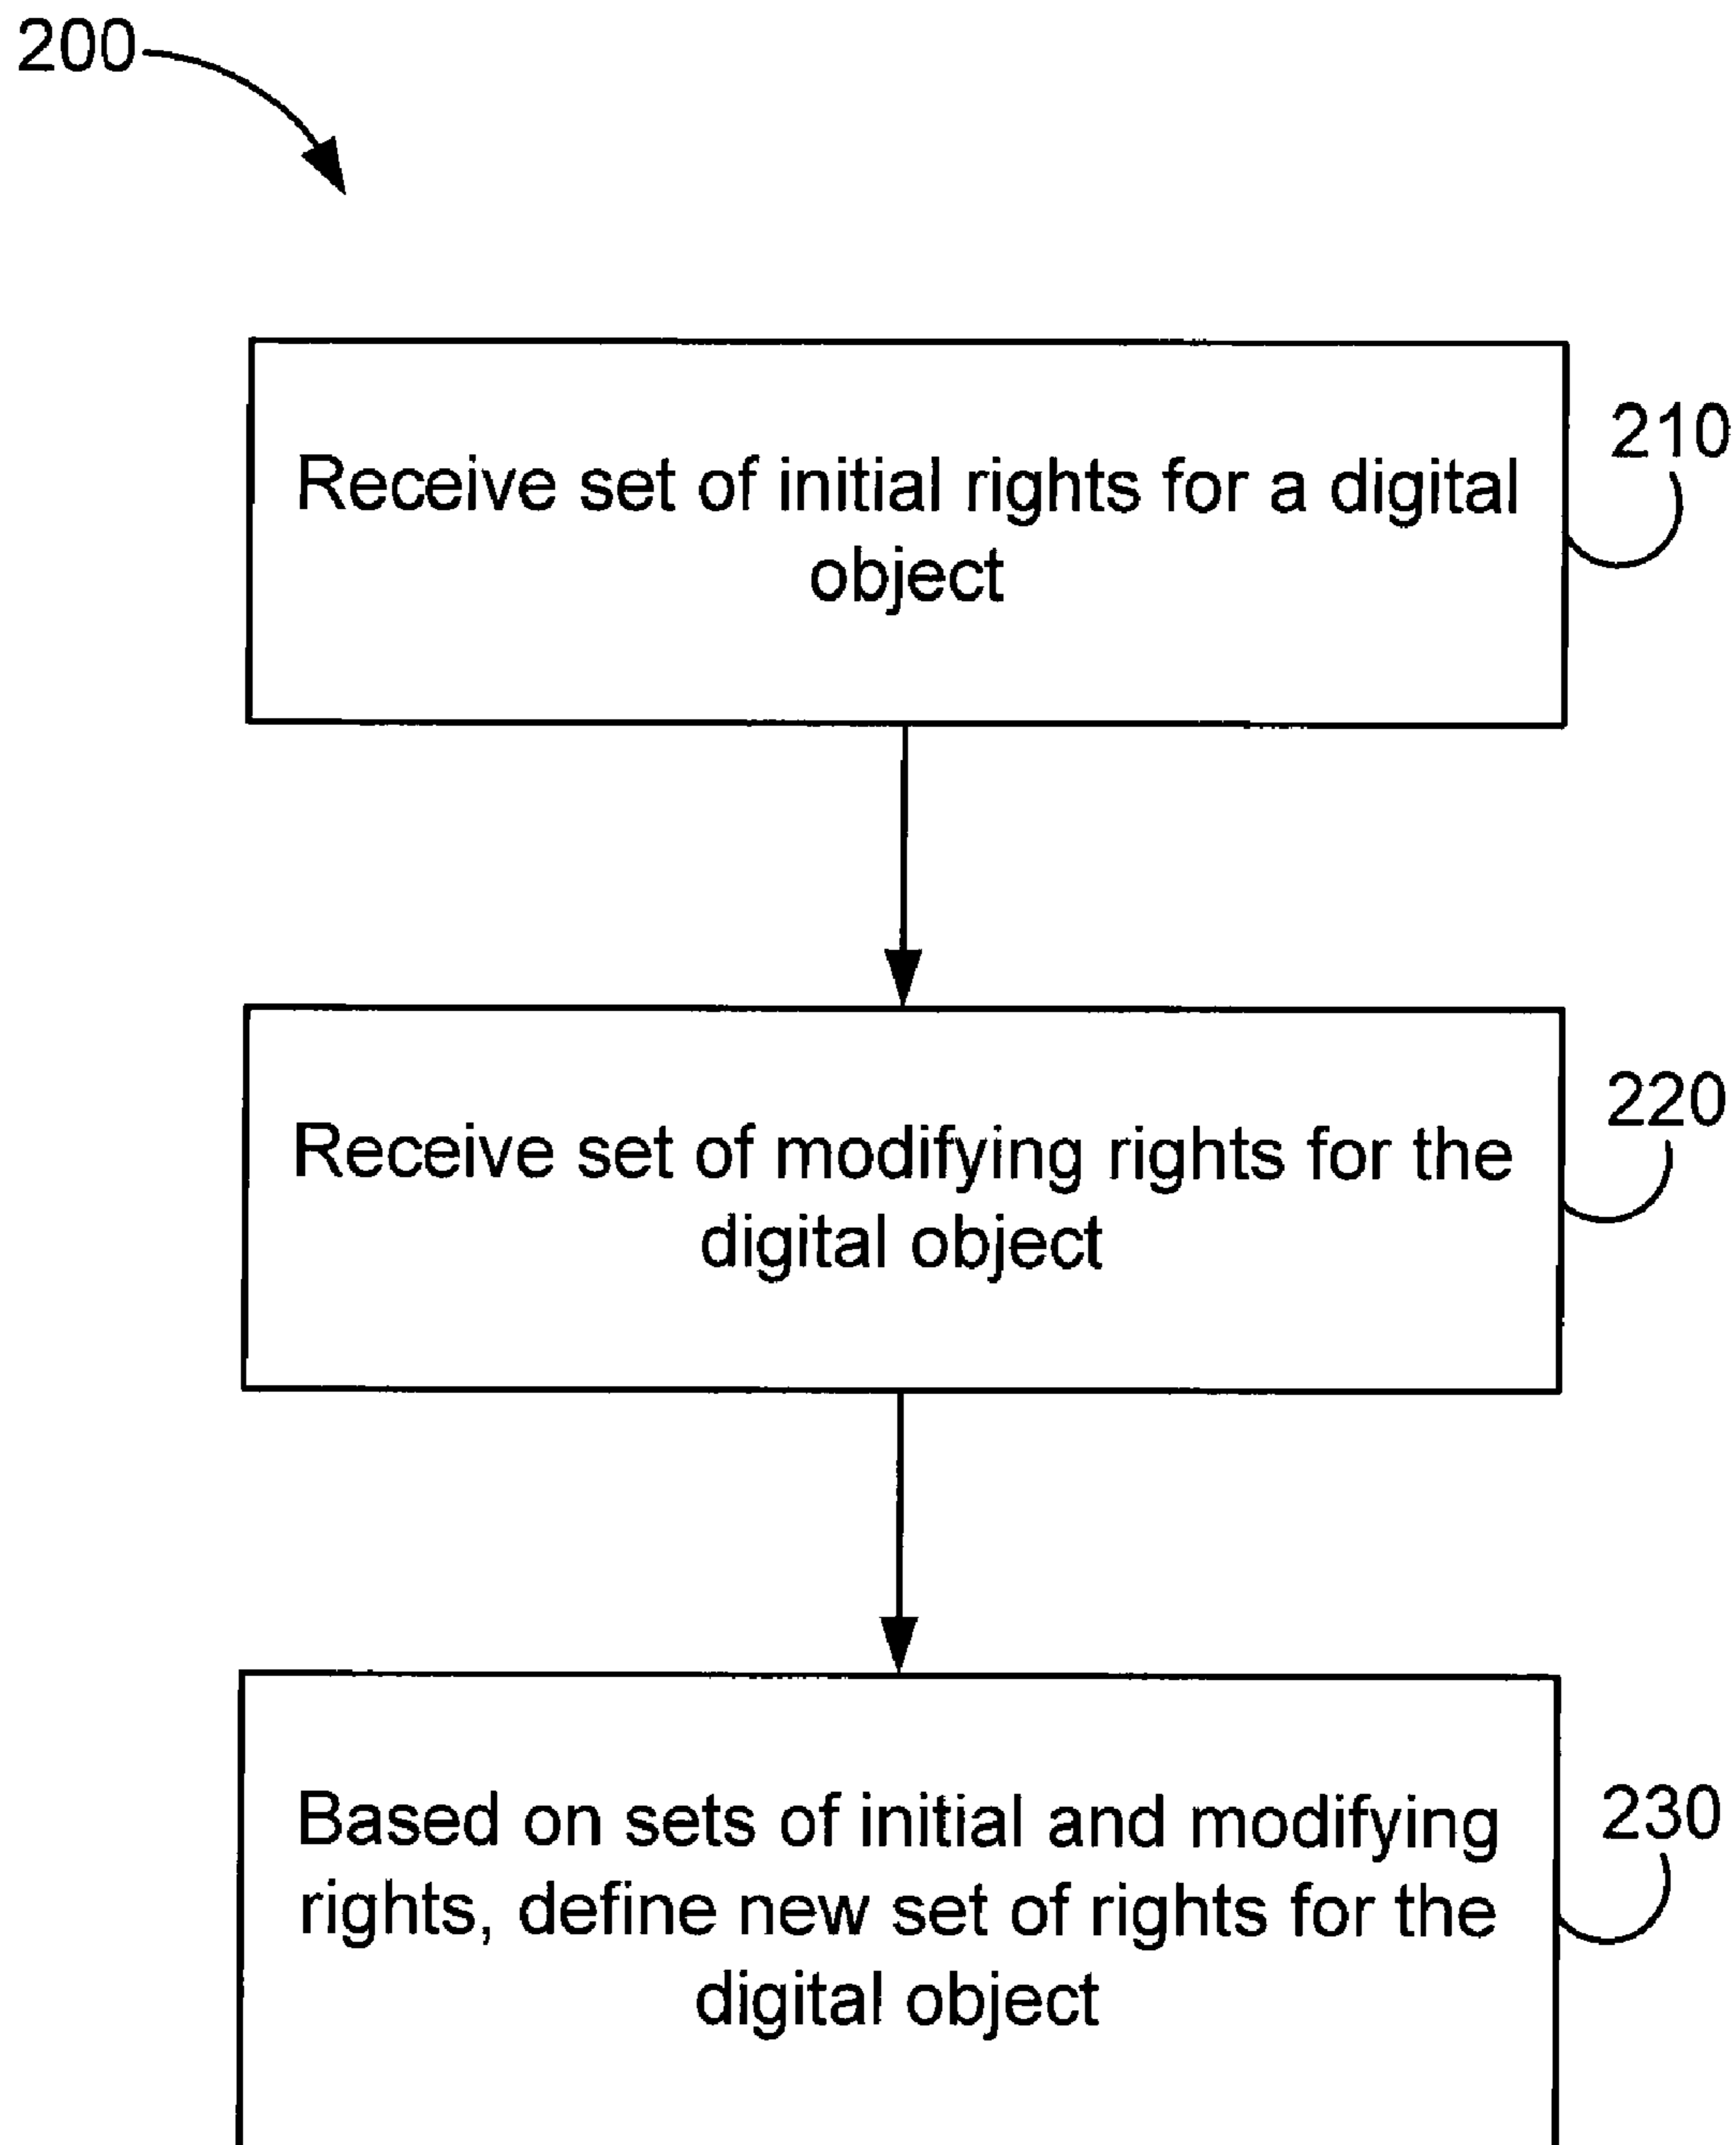 200
210
Receive set of initial rights for a digital
object
220
Receive set of modifying rights for the
digital object
230
Based on sets of initial and modifying
rights, define new set of rights for the
digital object